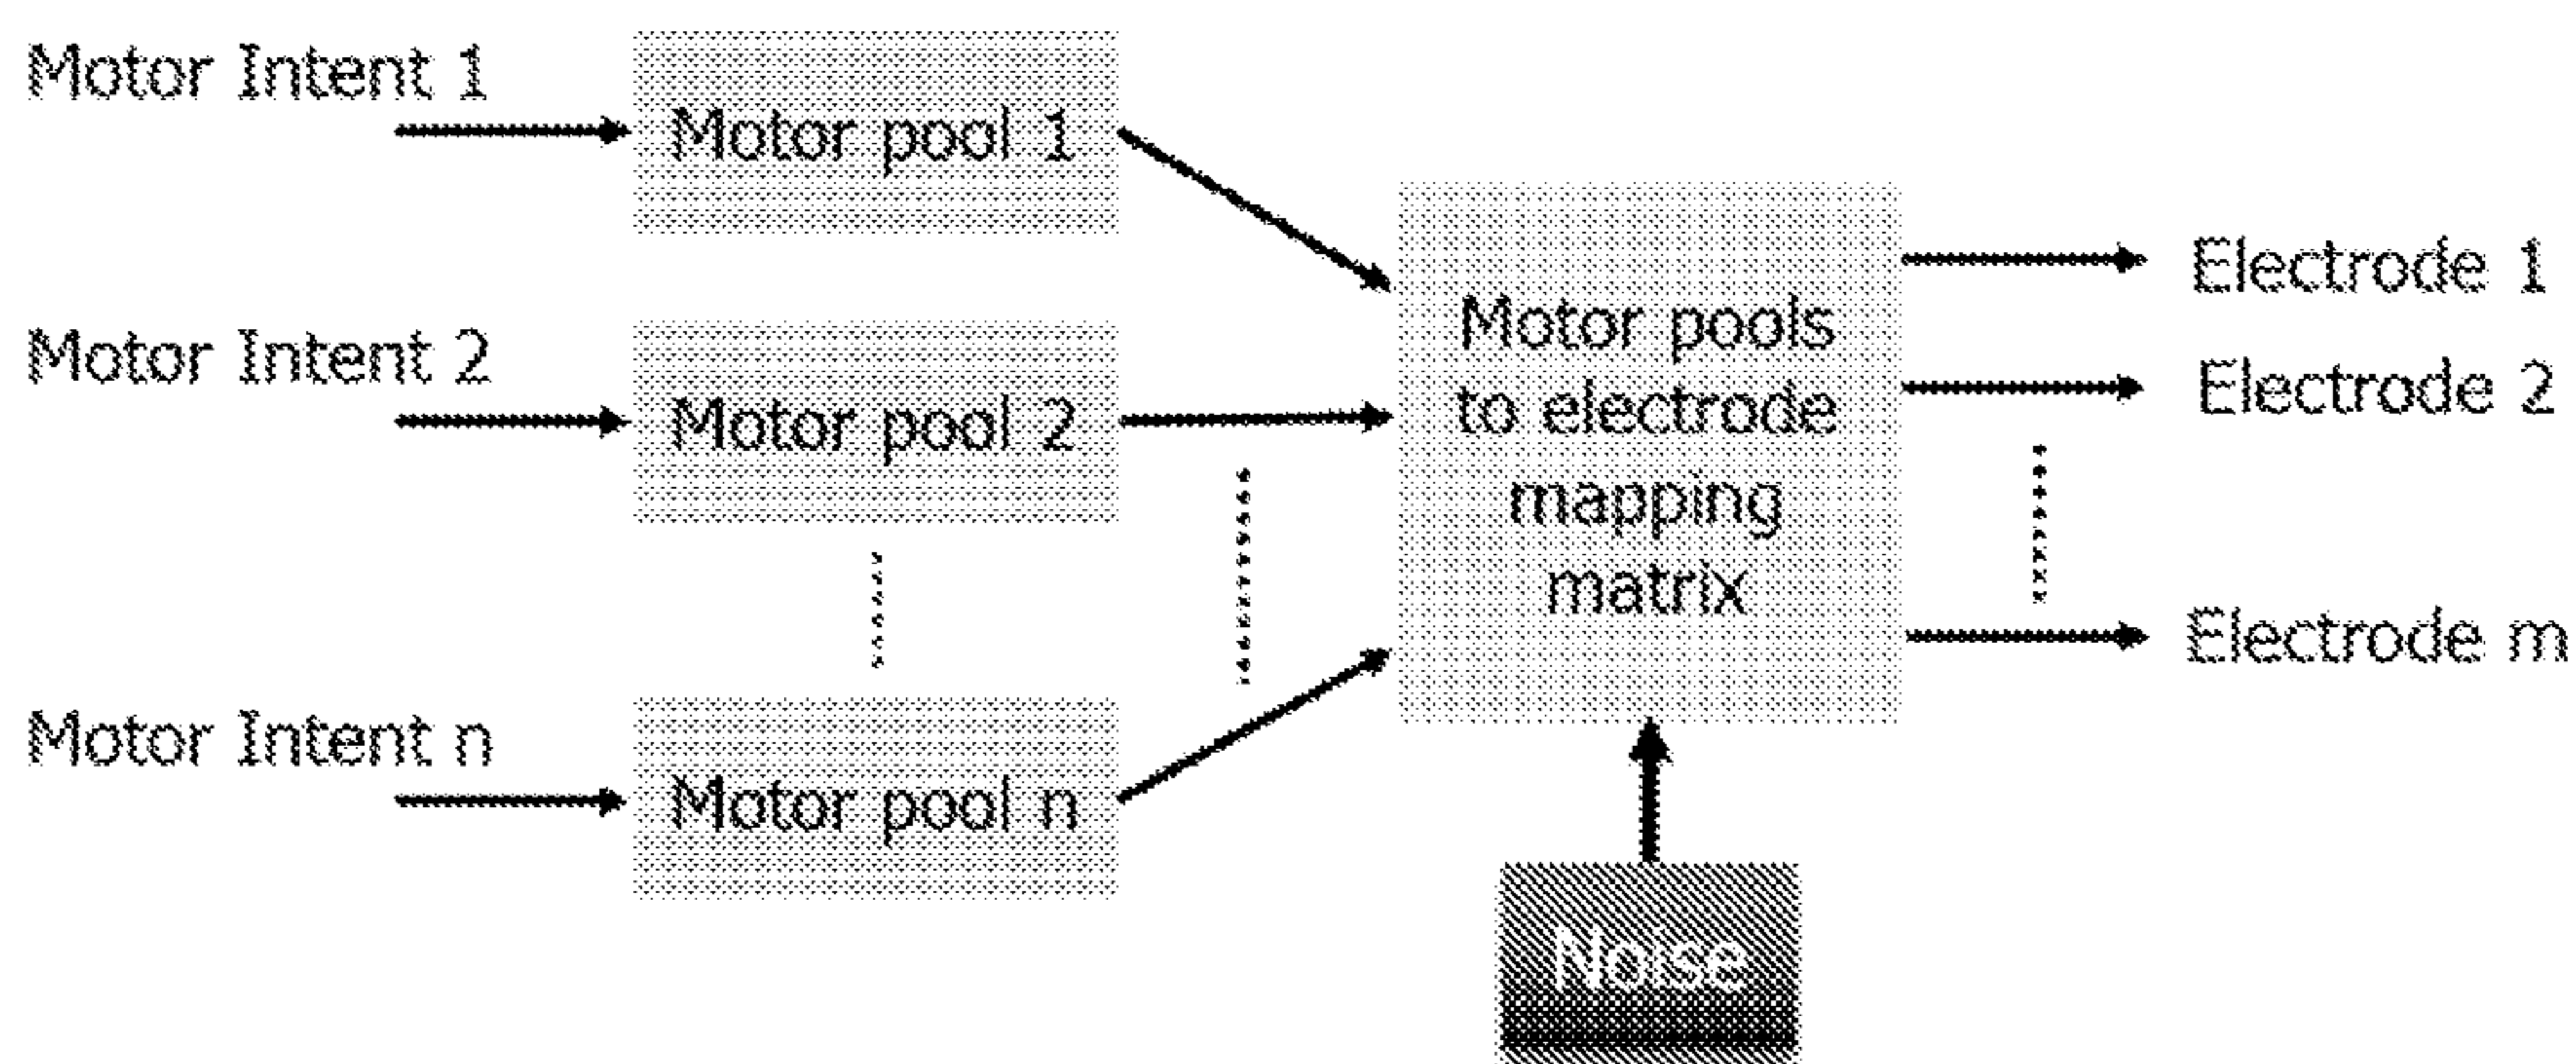 Motor Intent 1
Motor pool 1
Motor Intent 2
Motor pool 2
Motor Intent n
Motor pool n
Motor pools
to electrode
mapping
matrix
Noise
Electrode 1
Electrode 2
Electrode m